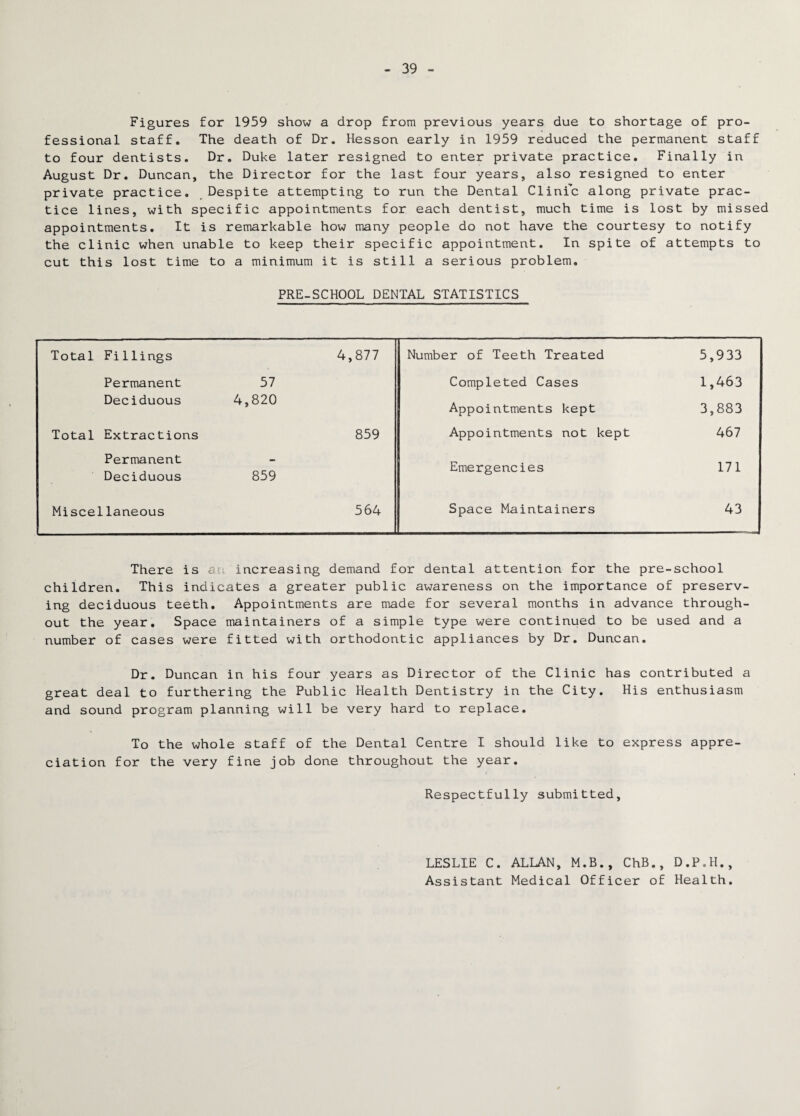 - 39 -
Figures for 1959 show a drop from previous years due to shortage of pro-
fessional staff. The death of Dr. Hesson early in 1959 reduced the permanent staff
to four dentists. Dr. Duke later resigned to enter private practice. Finally in
August Dr. Duncan, the Director for the last four years, also resigned to enter
private practice. Despite attempting to run the Dental Clinic along private prac-
tice lines, with specific appointments for each dentist, much time is lost by missed
appointments. It is remarkable how many people do not have the courtesy to notify
the clinic when unable to keep their specific appointment. In spite of attempts to
cut this lost time to a minimum it is still a serious problem.
PRE-SCHOOL DENTAL STATISTICS
Total Fillings 4,877
Permanent 57
Deciduous 4,820
Total Extractions 859
Permanent -
Deciduous 859
Miscellaneous 564
Number of Teeth Treated 5,933
Completed Cases 1,463
Appointments kept 3,883
Appointments not kept 467
Emergencies 171
Space Maintainers 43
There is an increasing demand for dental attention for the pre-school
children. This indicates a greater public awareness on the importance of preserv-
ing deciduous teeth. Appointments are made for several months in advance through-
out the year. Space maintainers of a simple type were continued to be used and a
number of cases were fitted with orthodontic appliances by Dr. Duncan.
Dr. Duncan in his four years as Director of the Clinic has contributed a
great deal to furthering the Public Health Dentistry in the City. His enthusiasm
and sound program planning will be very hard to replace.
To the whole staff of the Dental Centre I should like to express appre-
ciation for the very fine job done throughout the year.
Respectfully submitted,
LESLIE C. ALLAN, M.B., ChB., D.P.H.,
Assistant Medical Officer of Health.